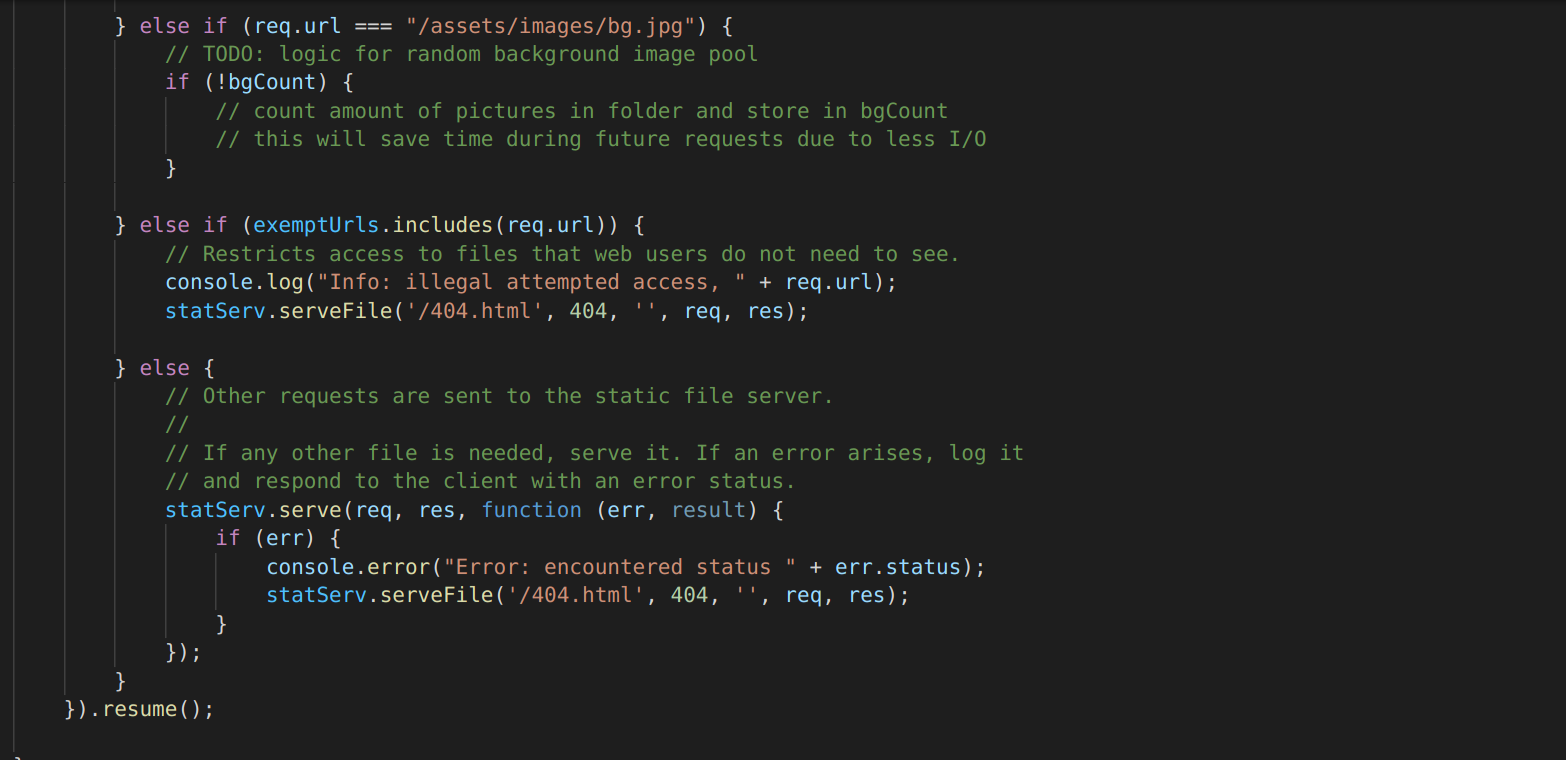 } else if (req.url === "/assets/images/bg.jpg") {
// TODO: logic for random background image pool
if (!bgCount) {
// count amount of pictures in folder and store in bgCount
// this will save time during future requests due to less I/O
}
} else if (exemptUrls.includes(req.url)) {
// Restricts access to files that web users do not need to see.
console.log("Info: illegal attempted access, " + req.url);
statServ.serveFile('/404.html', 404, '', req, res);
} else {
// Other requests are sent to the static file server.
//
// If any other file is needed, serve it. If an error arises, log it
// and respond to the client with an error status.
statServ.serve(req, res, function (err, result) {
if (err) {
console.error("Error: encountered status " + err.status);
statServ.serveFile('/404.html', 404, '', req, res);
}
});
}
}).resume();